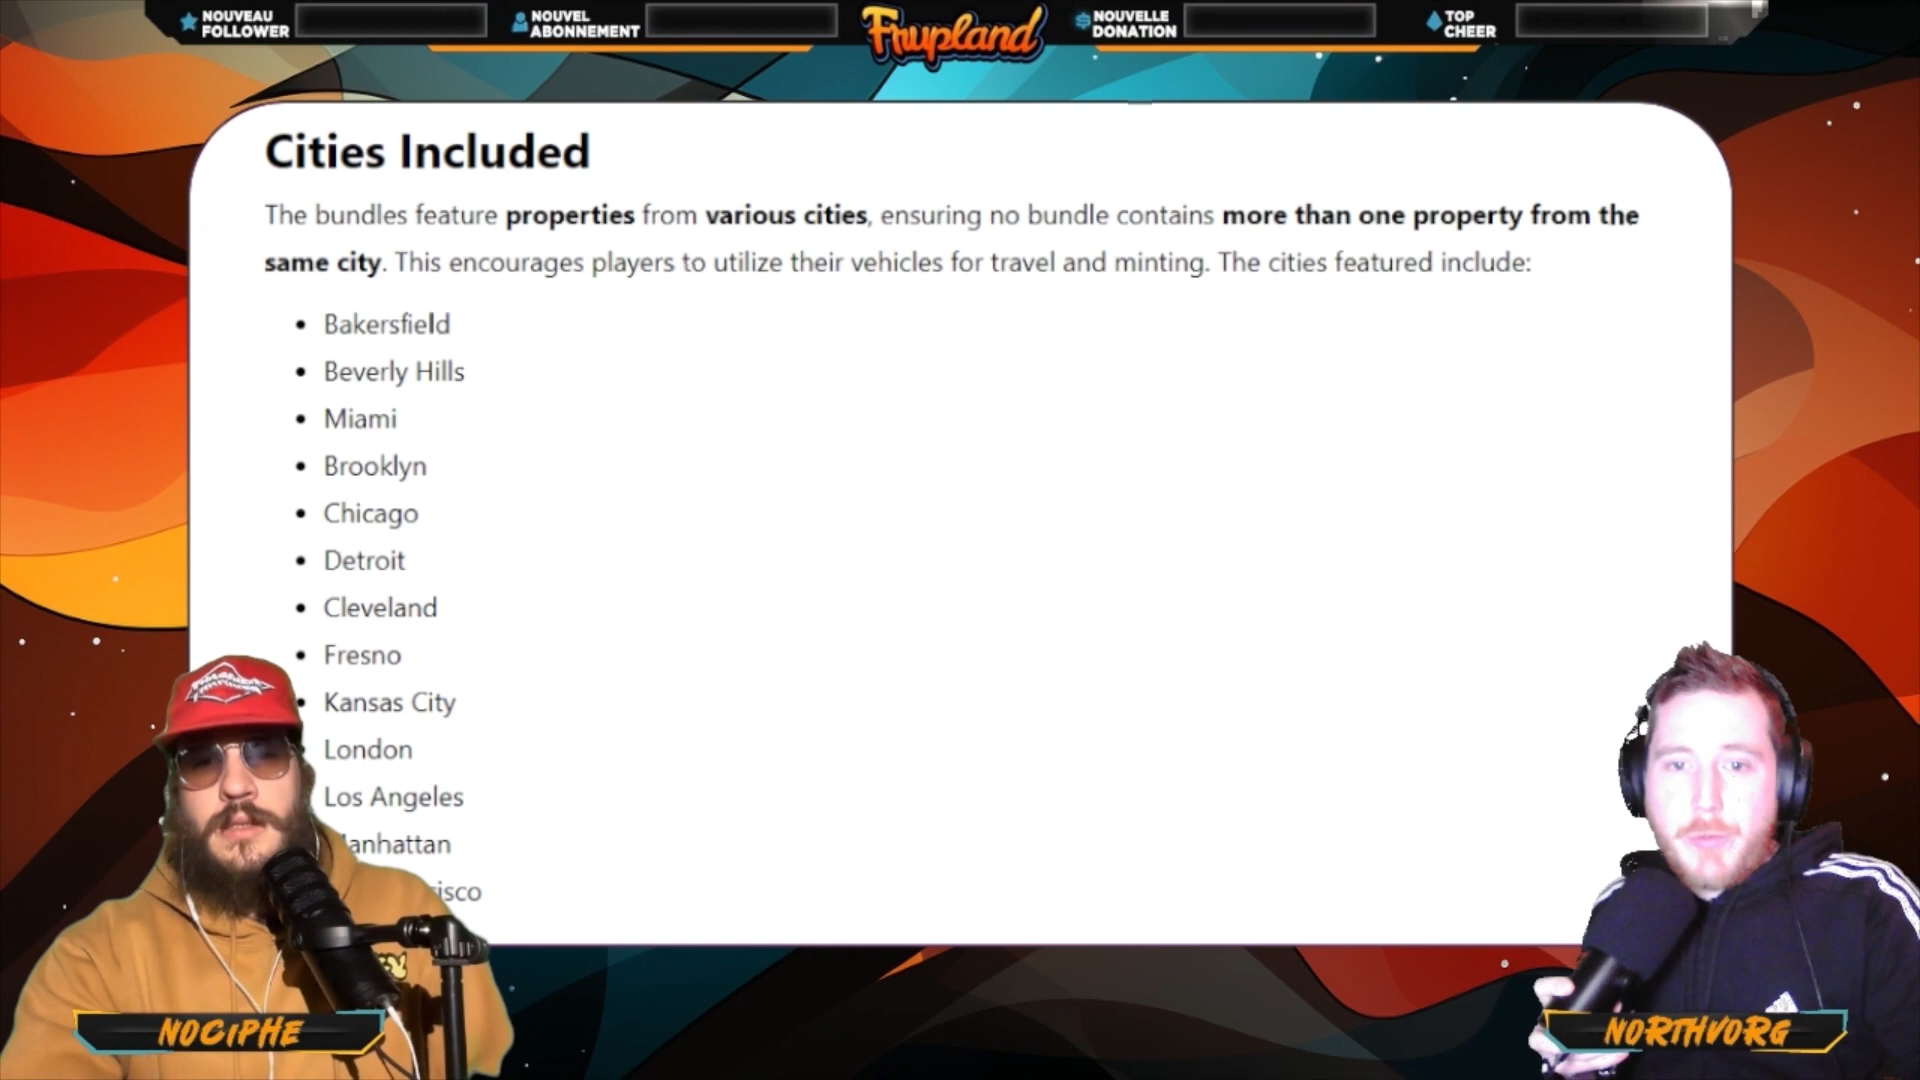 NOUVEAU FOLLOWER
NOUVEL ABONNEMENT
Frupland
NOUVELLE DONATION
TOP CHEER
Cities Included
The bundles feature properties from various cities, ensuring no bundle contains more than one property from the
same city. This encourages players to utilize their vehicles for travel and minting. The cities featured include:
• Bakersfield
• Beverly Hills
• Miami
• Brooklyn
• Chicago
• Detroit
• Cleveland
• Fresno
• Kansas City
London
Los Angeles
anhattan
isco
NOCiPHE
NORTHVORG